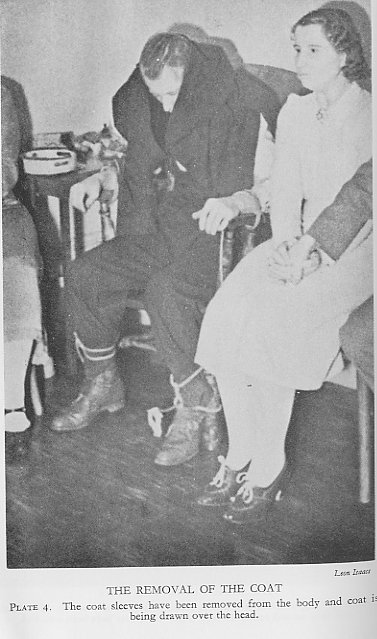 Leon Isaacs
THE REMOVAL OF THE COAT
PLATE 4. The coat sleeves have been removed from the body and coat is
being drawn over the head.